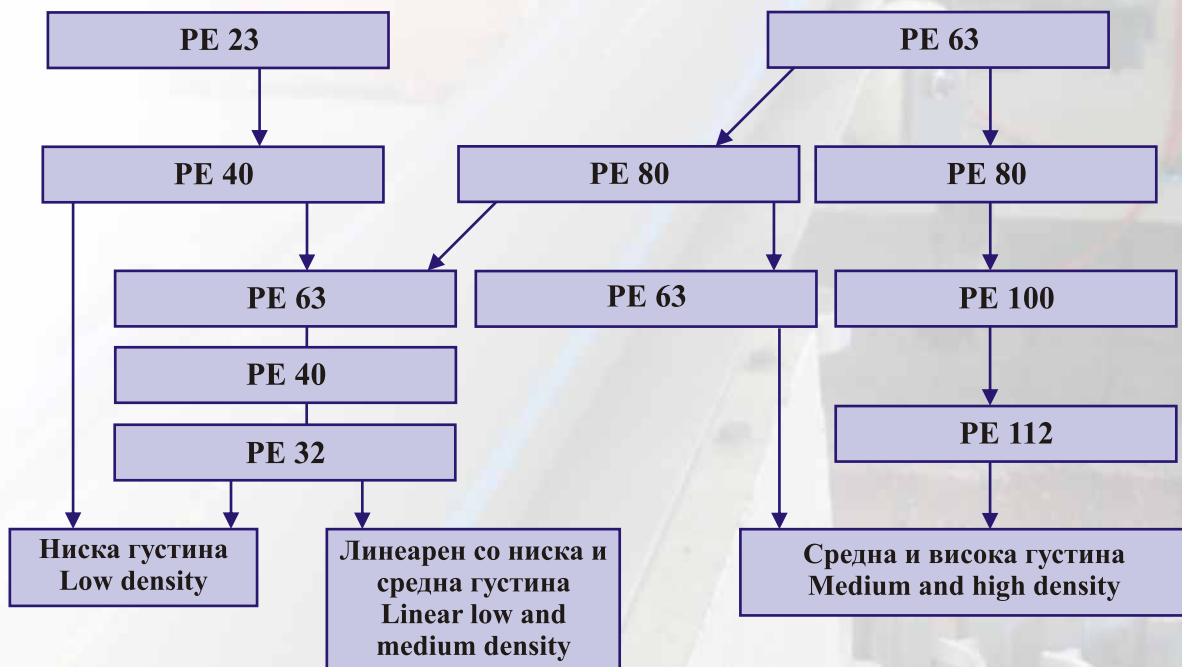 PE 23
PE 63
PE 40
PE 80
PE 80
PE 63
PE 63
PE 100
PE 40
PE 32
PE 112
Ниска густина
Low density
Линеарен со ниска и
средна густина
Linear low and
medium density
Средна и висока густина
Medium and high density